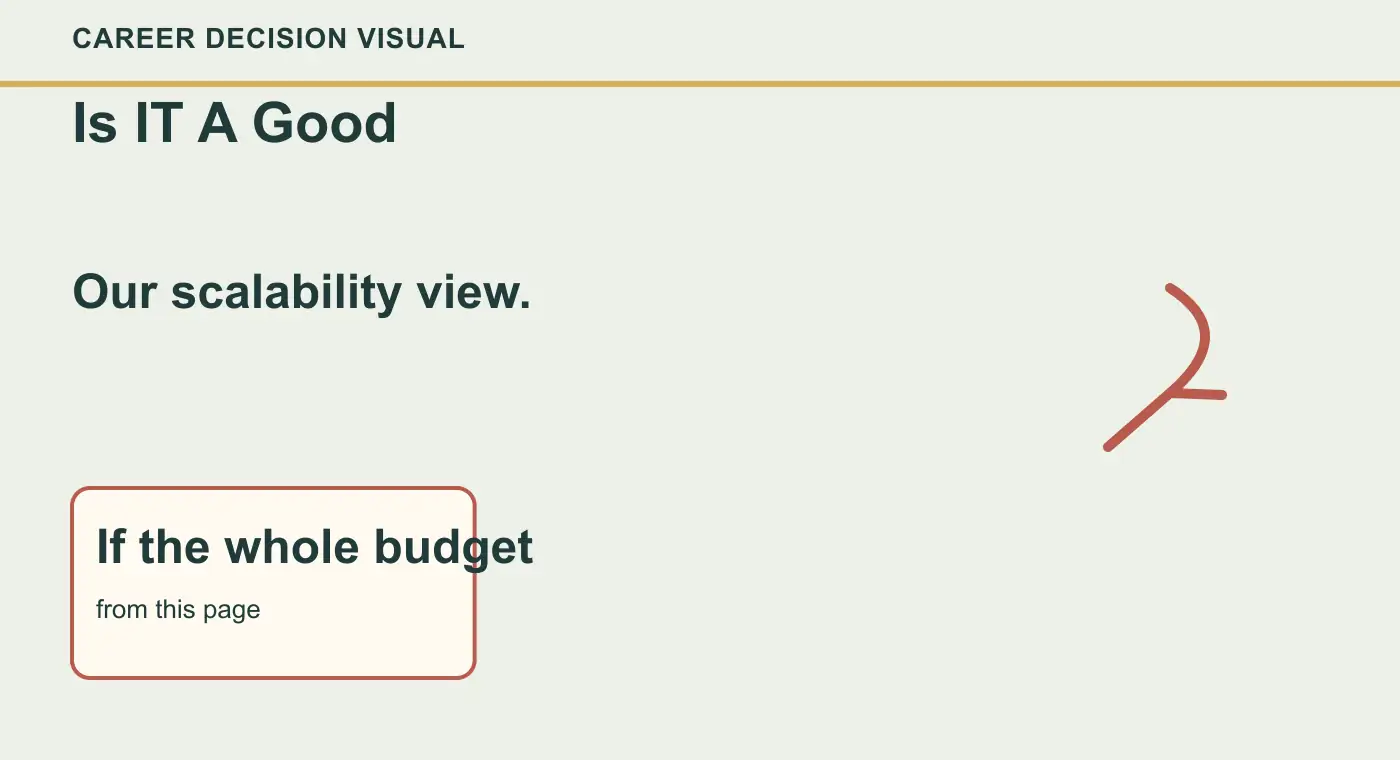 CAREER DECISION VISUAL
Is IT A Good
Our scalability view.
If the whole budget
from this page